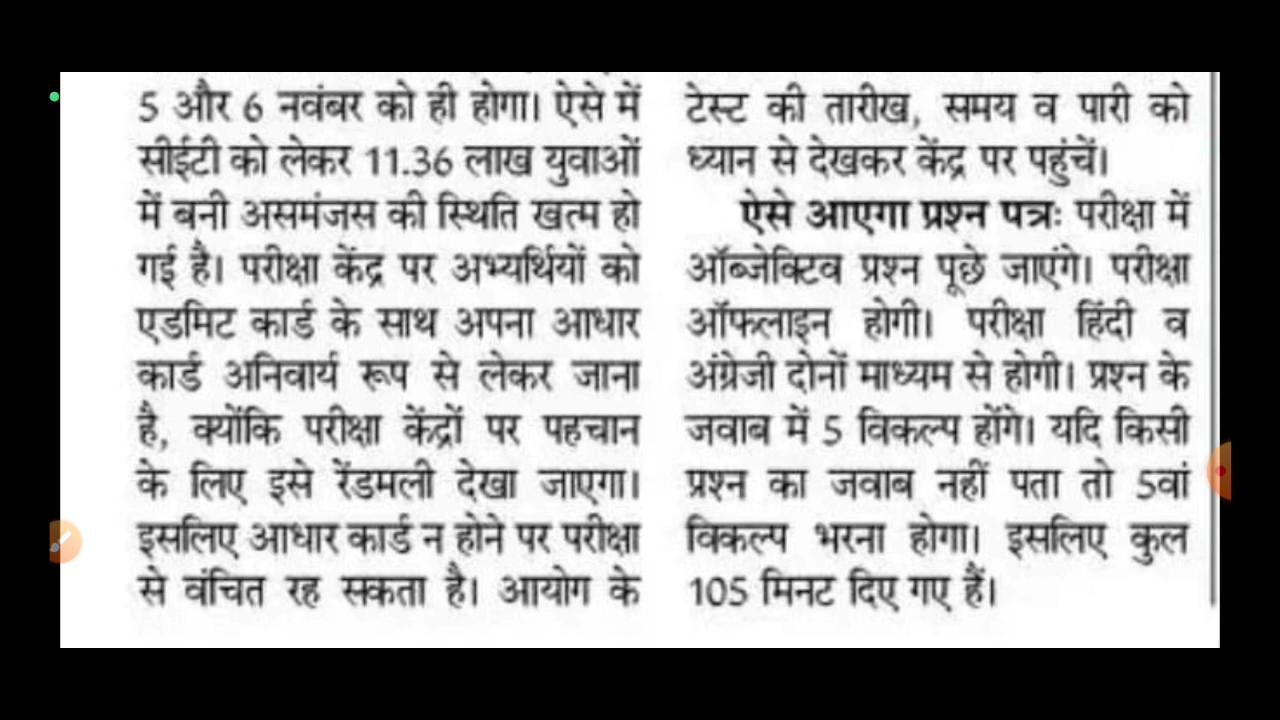 5 और 6 नवंबर को ही होगा। ऐसे में
सीईटी को लेकर 11.36 लाख युवाओं
में बनी असमंजस की स्थिति खत्म हो
गई है। परीक्षा केंद्र पर अभ्यर्थियों को
एडमिट कार्ड के साथ अपना आधार
कार्ड अनिवार्य रूप से लेकर जाना
है, क्योंकि परीक्षा केंद्रों पर पहचान
के लिए इसे रेंडमली देखा जाएगा।
इसलिए आधार कार्ड न होने पर परीक्षा
से वंचित रह सकता है। आयोग के
टेस्ट की तारीख, समय व पारी को
ध्यान से देखकर केंद्र पर पहुंचें।
ऐसे आएगा प्रश्न पत्रः परीक्षा में
ऑब्जेक्टिव प्रश्न पूछे जाएंगे। परीक्षा
ऑफलाइन होगी। परीक्षा हिंदी व
अंग्रेजी दोनों माध्यम से होगी। प्रश्न के
जवाब में 5 विकल्प होंगे। यदि किसी
प्रश्न का जवाब नहीं पता तो 5वां
विकल्प भरना होगा। इसलिए कुल
105 मिनट दिए गए हैं।